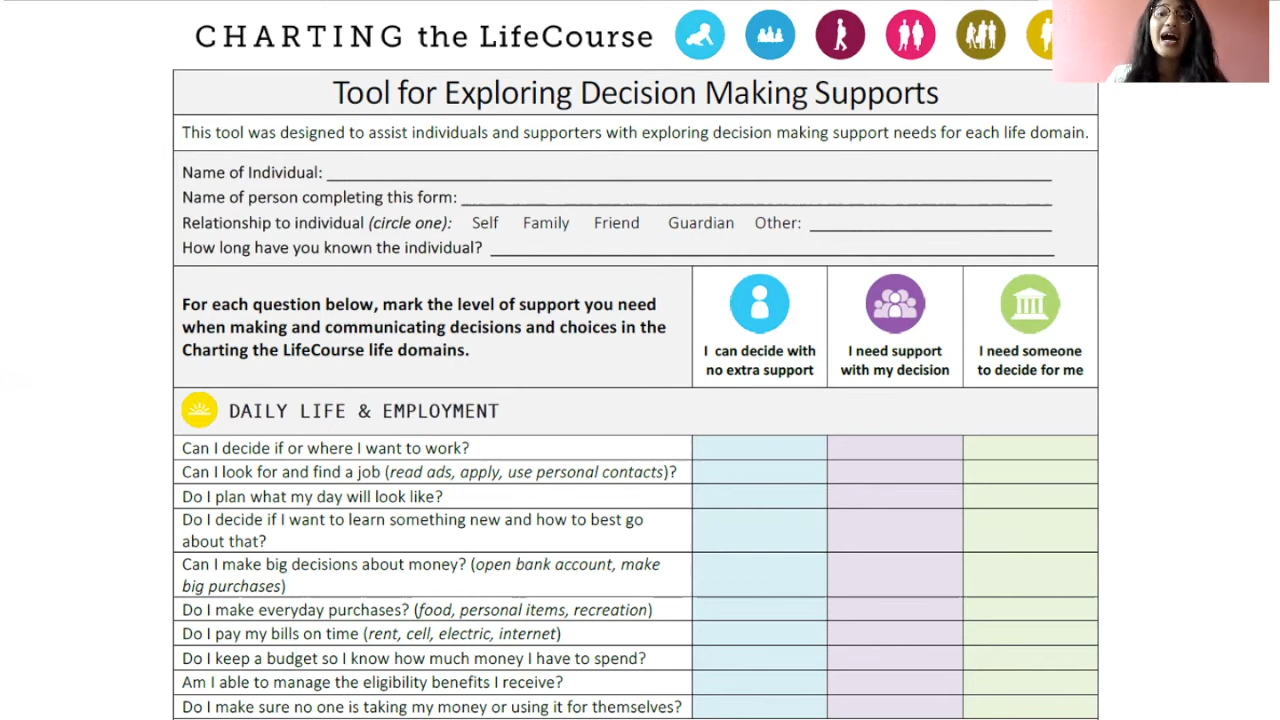 CHARTING the LifeCourse
Tool for Exploring Decision Making Supports
This tool was designed to assist individuals and supporters with exploring decision making support needs for each life domain.
Name of Individual:
Name of person completing this form:
Relationship to individual (circle one): Self Family Friend Guardian Other:
How long have you known the individual?
For each question below, mark the level of support you need
when making and communicating decisions and choices in the
Charting the LifeCourse life domains.
I can decide with
no extra support
I need support
with my decision
I need someone
to decide for me
DAILY LIFE & EMPLOYMENT
Can I decide if or where I want to work?
Can I look for and find a job (read ads, apply, use personal contacts)?
Do I plan what my day will look like?
Do I decide if I want to learn something new and how to best go
about that?
Can I make big decisions about money? (open bank account, make
big purchases)
Do I make everyday purchases? (food, personal items, recreation)
Do I pay my bills on time (rent, cell, electric, internet)
Do I keep a budget so I know how much money I have to spend?
Am I able to manage the eligibility benefits I receive?
Do I make sure no one is taking my money or using it for themselves?